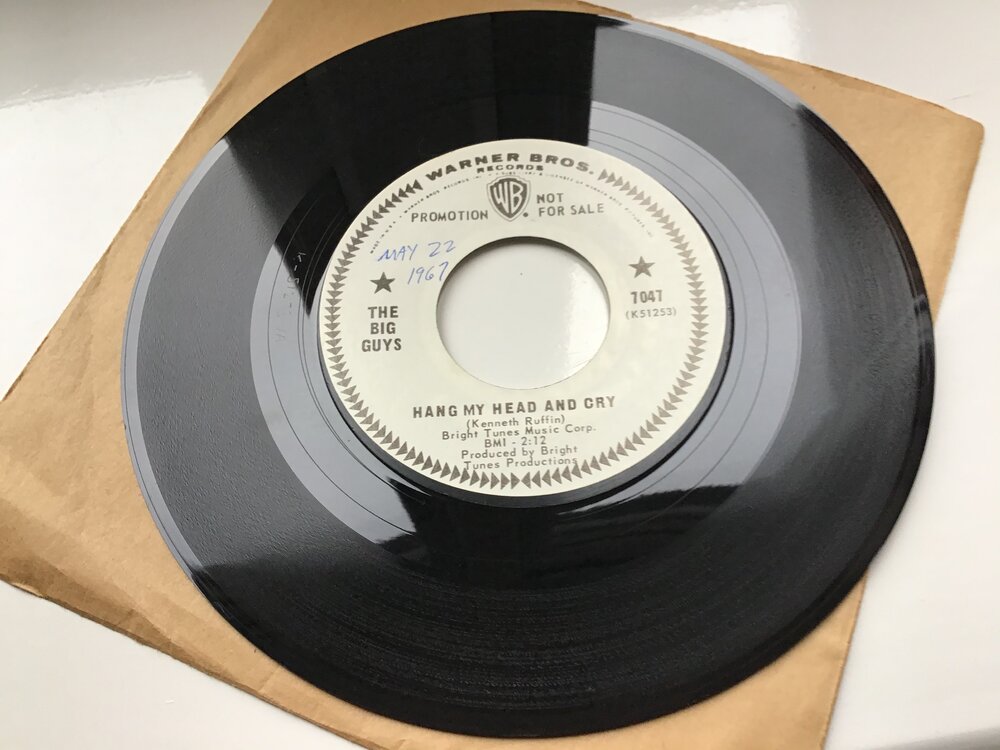 WARNER BROS.
RECORDS
WB
PROMOTION
NOT
FOR SALE
MAY 22
1967
THE
BIG
GUYS
7047
(K51253)
HANG MY HEAD AND CRY
(Kenneth Ruffin)
Bright Tunes Music Corp.
BMI - 2:12
Produced by Bright
Tunes Productions